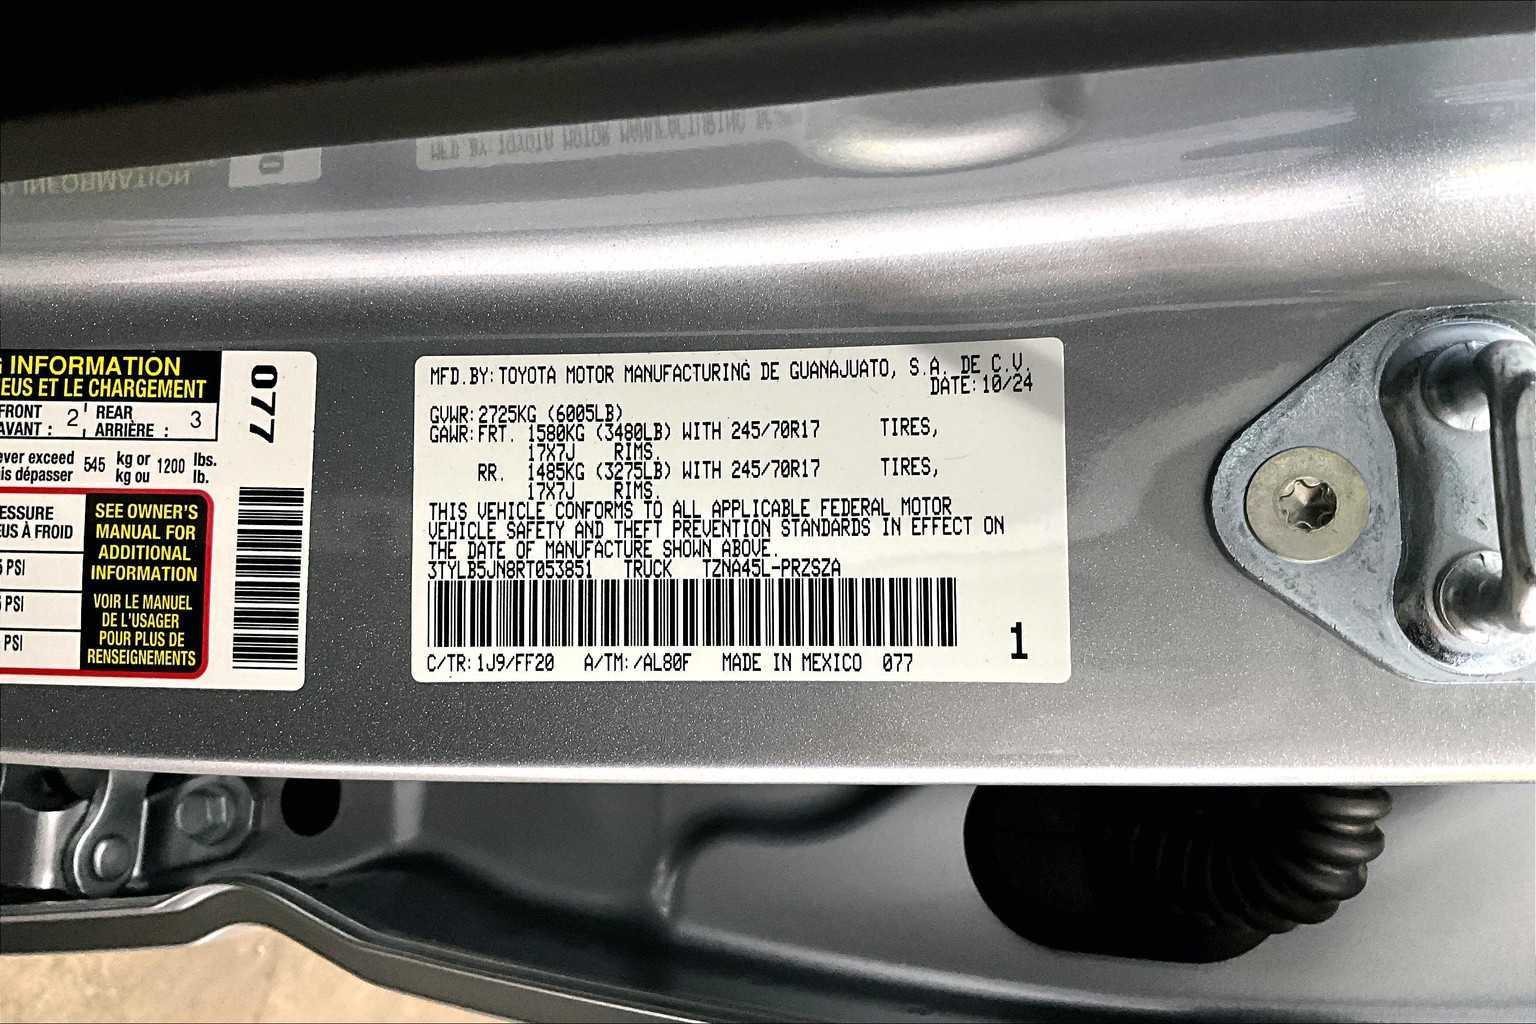 G INFORMATION
EUS ET LE CHARGEMENT
FRONT 2 REAR 3
AVANT : ARRIÈRE :
ever exceed 545 kg or 1200 lbs.
is dépasser kg ou lb.
ESSURE
EUS À FROID
5 PSI
5 PSI
PSI
SEE OWNER'S
MANUAL FOR
ADDITIONAL
INFORMATION
VOIR LE MANUEL
DE L'USAGER
POUR PLUS DE
RENSEIGNEMENTS
077
MFD.BY:TOYOTA MOTOR MANUFACTURING DE GUANAJUATO, S.A. DE C.V.
DATE:10/24
GVWR:2725KG (6005LB)
GAWR:FRT. 1580KG (3480LB) WITH 245/70R17 TIRES,
17X7J RIMS.
RR. 1485KG (3275LB) WITH 245/70R17 TIRES,
17X7J RIMS.
THIS VEHICLE CONFORMS TO ALL APPLICABLE FEDERAL MOTOR
VEHICLE SAFETY AND THEFT PREVENTION STANDARDS IN EFFECT ON
THE DATE OF MANUFACTURE SHOWN ABOVE.
3TYLB5JN8RT053851 TRUCK TZNA45L-PRZSZA
C/TR:1J9/FF20 A/TM:/AL80F MADE IN MEXICO 077
1